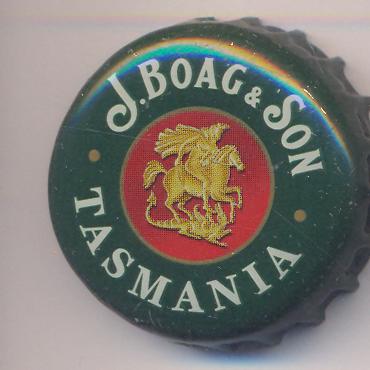 J. BOAG & SON
TASMANIA